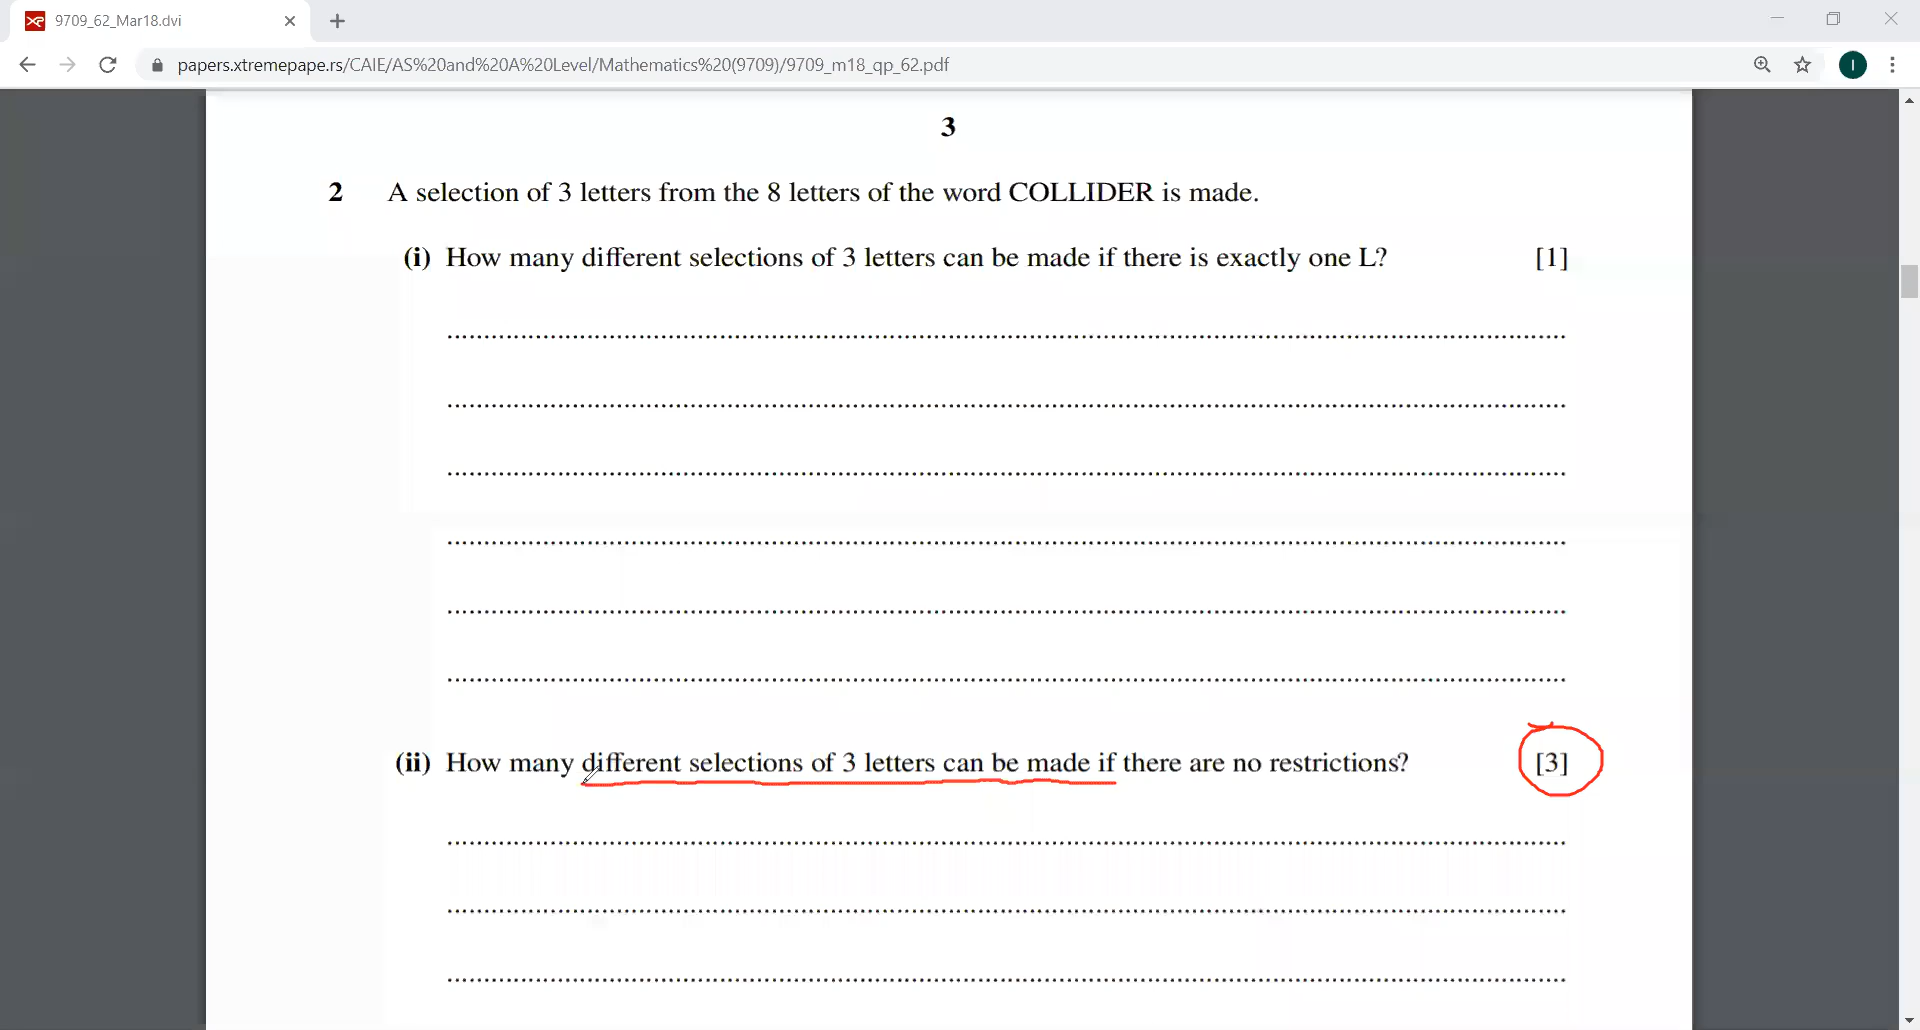 9709_62_Mar18.dvi
papers.xtremepape.rs/CAIE/AS%20and%20A%20Level/Mathematics%20(9709)/9709_m18_qp_62.pdf
I
3
2 A selection of 3 letters from the 8 letters of the word COLLIDER is made.
(i) How many different selections of 3 letters can be made if there is exactly one L? [1]
(ii) How many different selections of 3 letters can be made if there are no restrictions? [3]